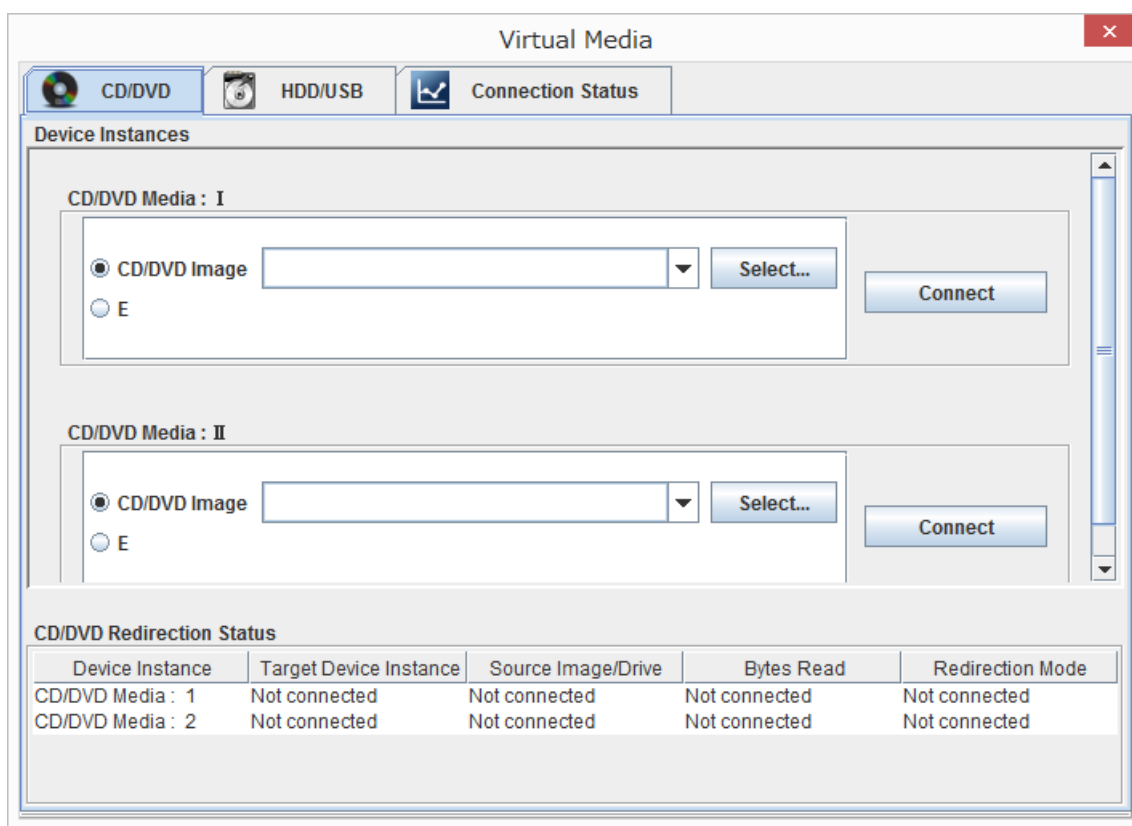 Virtual Media
CD/DVD HDD/USB Connection Status
Device Instances
CD/DVD Media : Ⅰ
CD/DVD Image Select...
Connect
E
CD/DVD Media : Ⅱ
CD/DVD Image Select...
Connect
E
CD/DVD Redirection Status
Device Instance Target Device Instance Source Image/Drive Bytes Read Redirection Mode
CD/DVD Media : 1 Not connected Not connected Not connected Not connected
CD/DVD Media : 2 Not connected Not connected Not connected Not connected